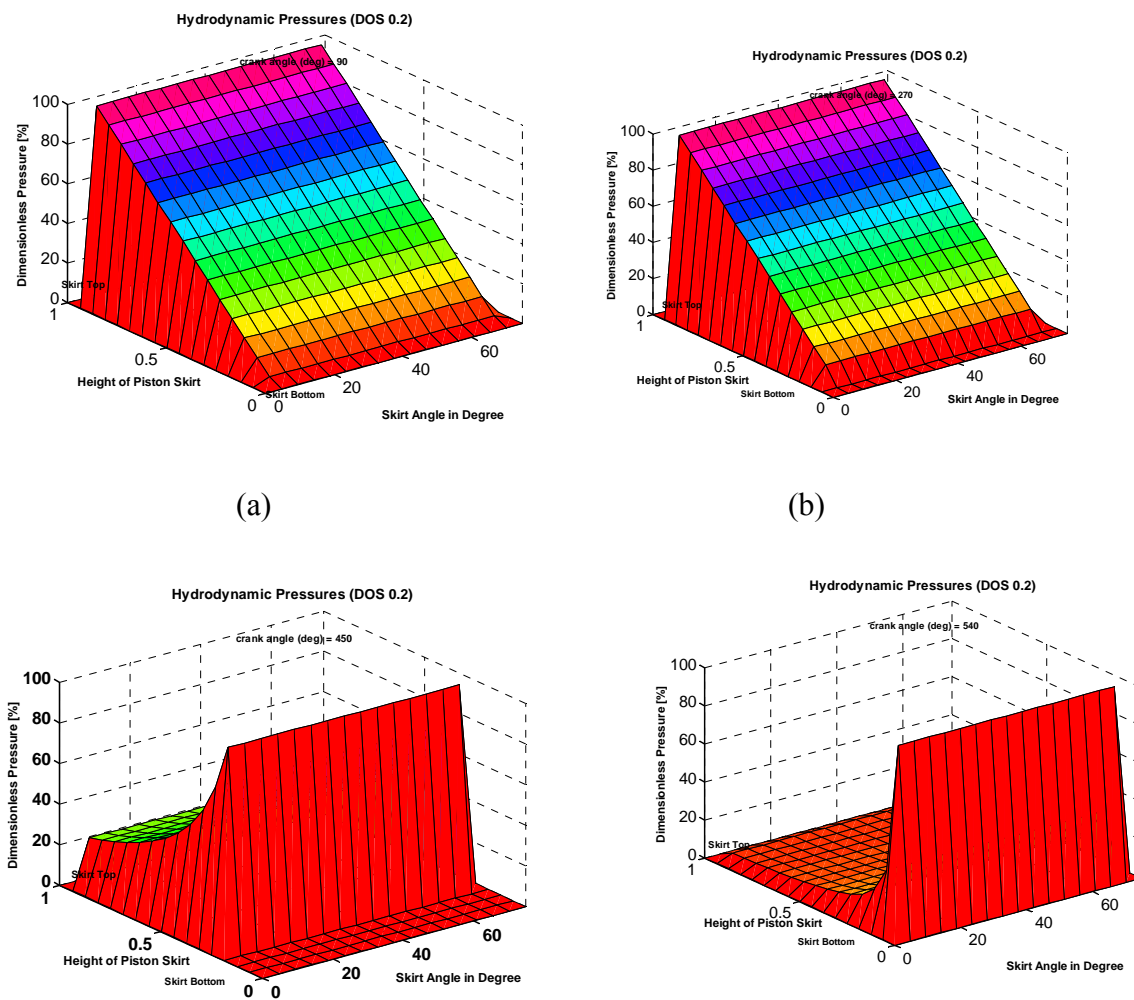 Hydrodynamic Pressures (DOS 0.2)
crank angle (deg) = 90
Dimensionless Pressure [%]
100
80
60
40
20
0
Skirt Top
1
0.5
0
Height of Piston Skirt
Skirt Bottom
0
20
40
60
Skirt Angle in Degree
(a)
Hydrodynamic Pressures (DOS 0.2)
crank angle (deg) = 270
Dimensionless Pressure [%]
100
80
60
40
20
0
Skirt Top
1
0.5
0
Height of Piston Skirt
Skirt Bottom
0
20
40
60
Skirt Angle in Degree
(b)
Hydrodynamic Pressures (DOS 0.2)
crank angle (deg) = 450
Dimensionless Pressure [%]
100
80
60
40
20
0
Skirt Top
1
0.5
0
Height of Piston Skirt
Skirt Bottom
0
20
40
60
Skirt Angle in Degree
Hydrodynamic Pressures (DOS 0.2)
crank angle (deg) = 540
Dimensionless Pressure [%]
100
80
60
40
20
0
Skirt Top
1
0.5
0
Height of Piston Skirt
Skirt Bottom
0
20
40
60
Skirt Angle in Degree